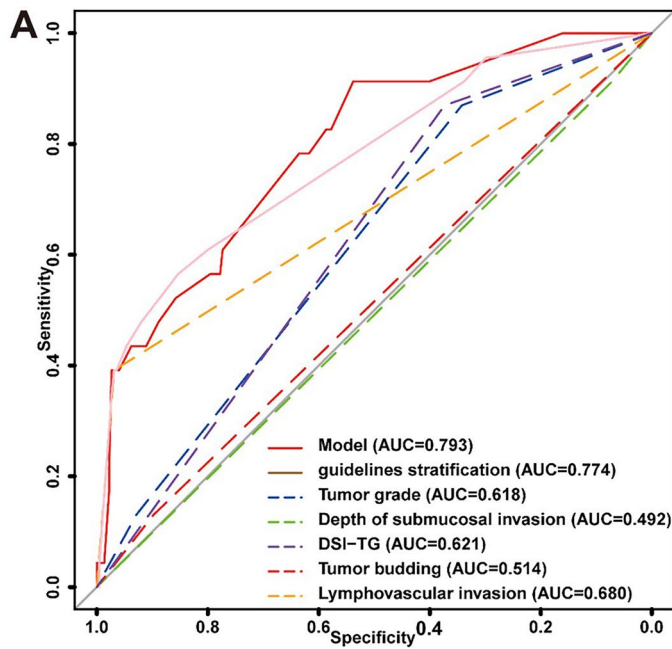 A
1.0
0.8
0.6
0.4
0.2
0.0
Sensitivity
Model (AUC=0.793)
guidelines stratification (AUC=0.774)
Tumor grade (AUC=0.618)
Depth of submucosal invasion (AUC=0.492)
DSI−TG (AUC=0.621)
Tumor budding (AUC=0.514)
Lymphovascular invasion (AUC=0.680)
1.0 0.8 0.6 0.4 0.2 0.0
Specificity